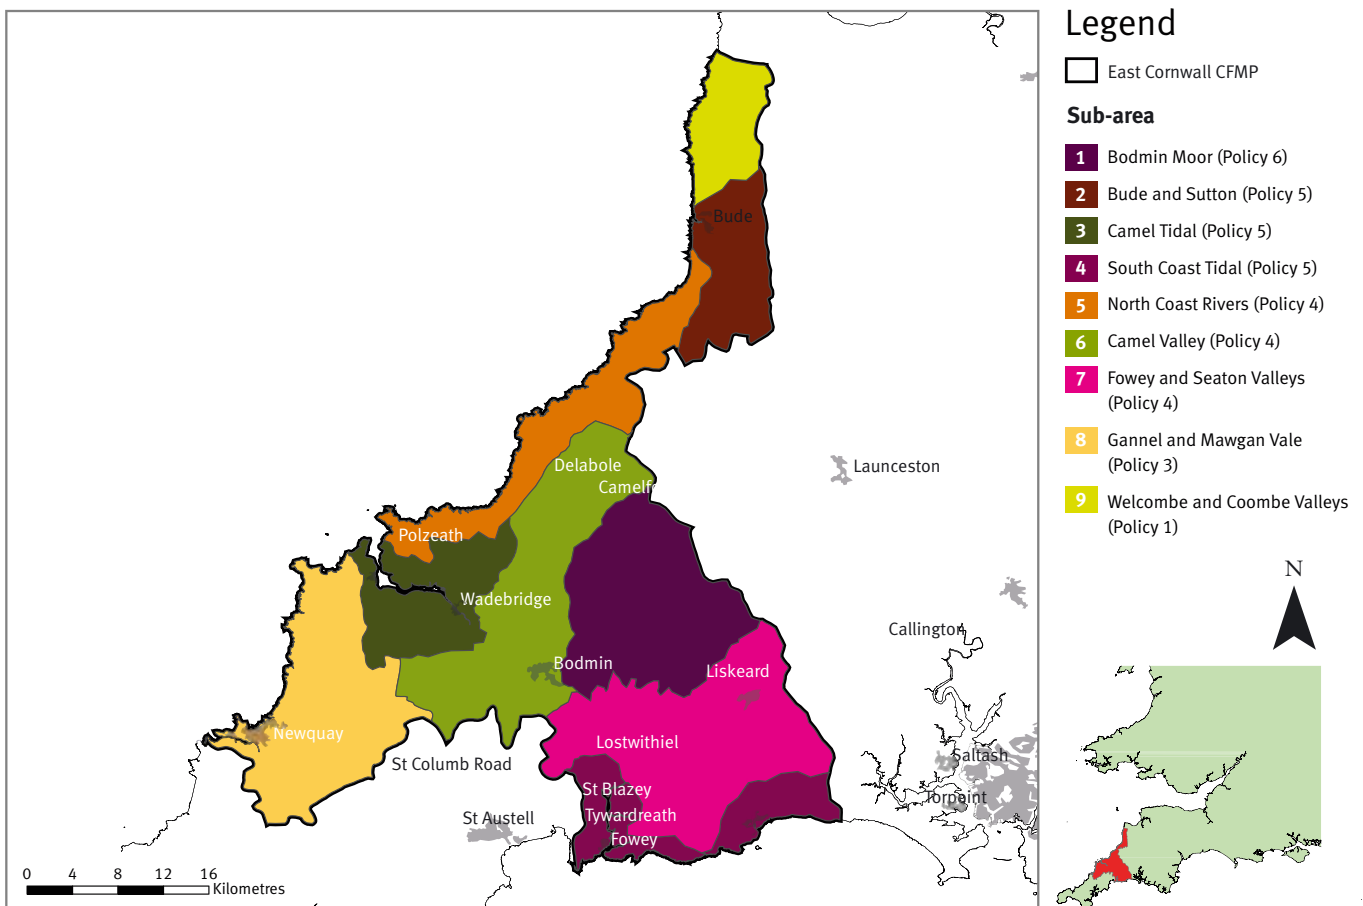 Bude
Delabole
Camelf
Launceston
Polzeath
Wadebridge
Callington
Bodmin
Liskeard
Newquay
Lostwithiel
St Columb Road
Saltash
St Blazey
Torpoint
Tywardreath
St Austell
Fowey
0 4 8 12 16
Kilometres
Legend
East Cornwall CFMP
Sub-area
1 Bodmin Moor (Policy 6)
2 Bude and Sutton (Policy 5)
3 Camel Tidal (Policy 5)
4 South Coast Tidal (Policy 5)
5 North Coast Rivers (Policy 4)
6 Camel Valley (Policy 4)
7 Fowey and Seaton Valleys
(Policy 4)
8 Gannel and Mawgan Vale
(Policy 3)
9 Welcombe and Coombe Valleys
(Policy 1)
N